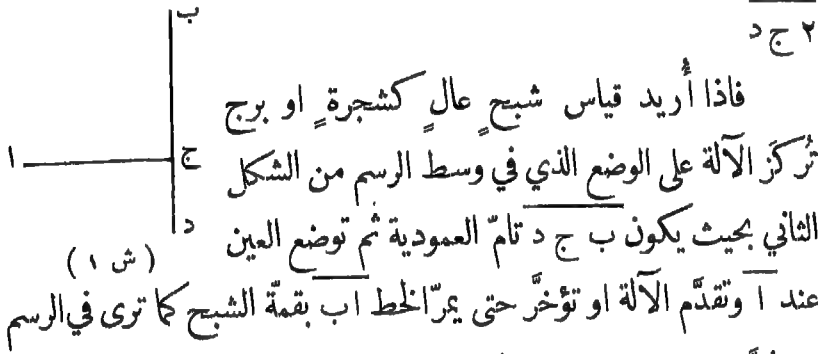 ٢ ج د
فاذا أُريد قياس شبحٍ عالٍ كشجرةٍ او برجٍ
تُركَز الآلة على الوضع الذي في وسط الرسم من الشكل
الثاني بحيث يكون ب ج د تامّ العمودية ثم توضع العين
عند ا وتقدَّم الآلة او تؤخَّر حتى يمرّ الخط ا ب بقمَّة الشبح كما ترى في الرسم
ب
ا
ج
د
(ش ١)